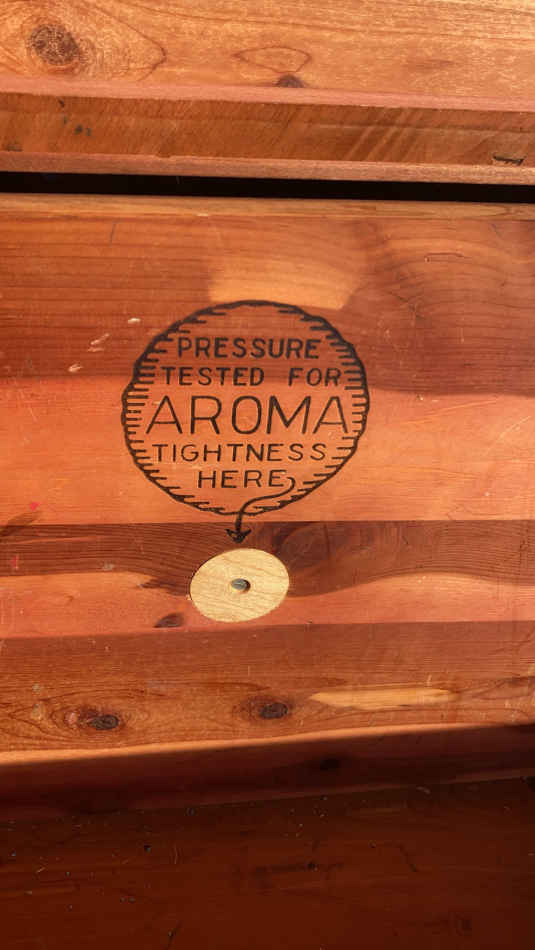 PRESSURE
TESTED FOR
AROMA
TIGHTNESS
HERE